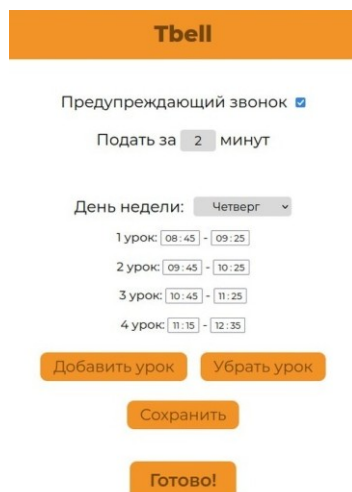 Tbell
Предупреждающий звонок
Подать за 2 минут
День недели: Четверг
1 урок: 08:45 - 09:25
2 урок: 09:45 - 10:25
3 урок: 10:45 - 11:25
4 урок: 11:15 - 12:35
Добавить урок Убрать урок
Сохранить
Готово!